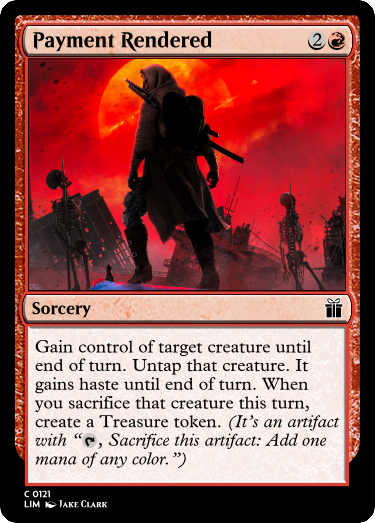 Payment Rendered 2
Sorcery
Gain control of target creature until
end of turn. Untap that creature. It
gains haste until end of turn. When
you sacrifice that creature this turn,
create a Treasure token. (It's an artifact
with “, Sacrifice this artifact: Add one
mana of any color.”)
C 0121
LIM Jake Clark